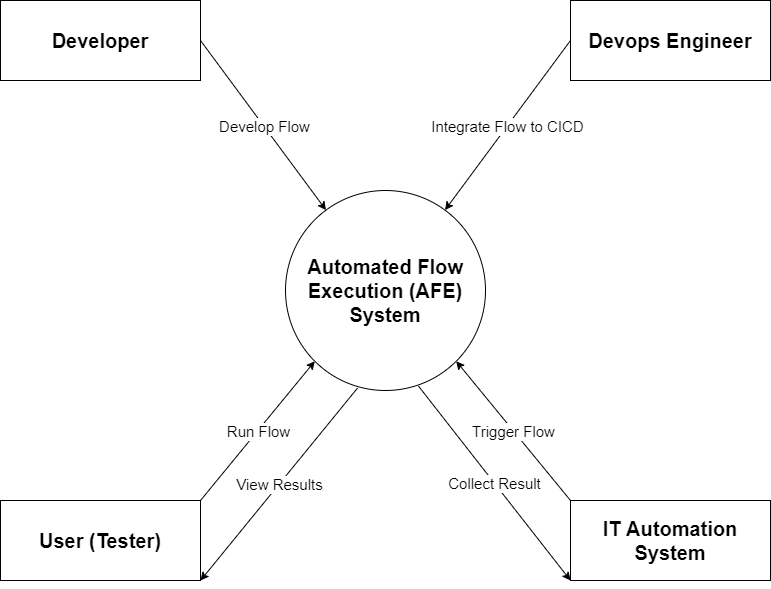 Developer
Devops Engineer
Develop Flow
Integrate Flow to CICD
Automated Flow
Execution (AFE)
System
Run Flow
Trigger Flow
View Results
Collect Result
User (Tester)
IT Automation
System